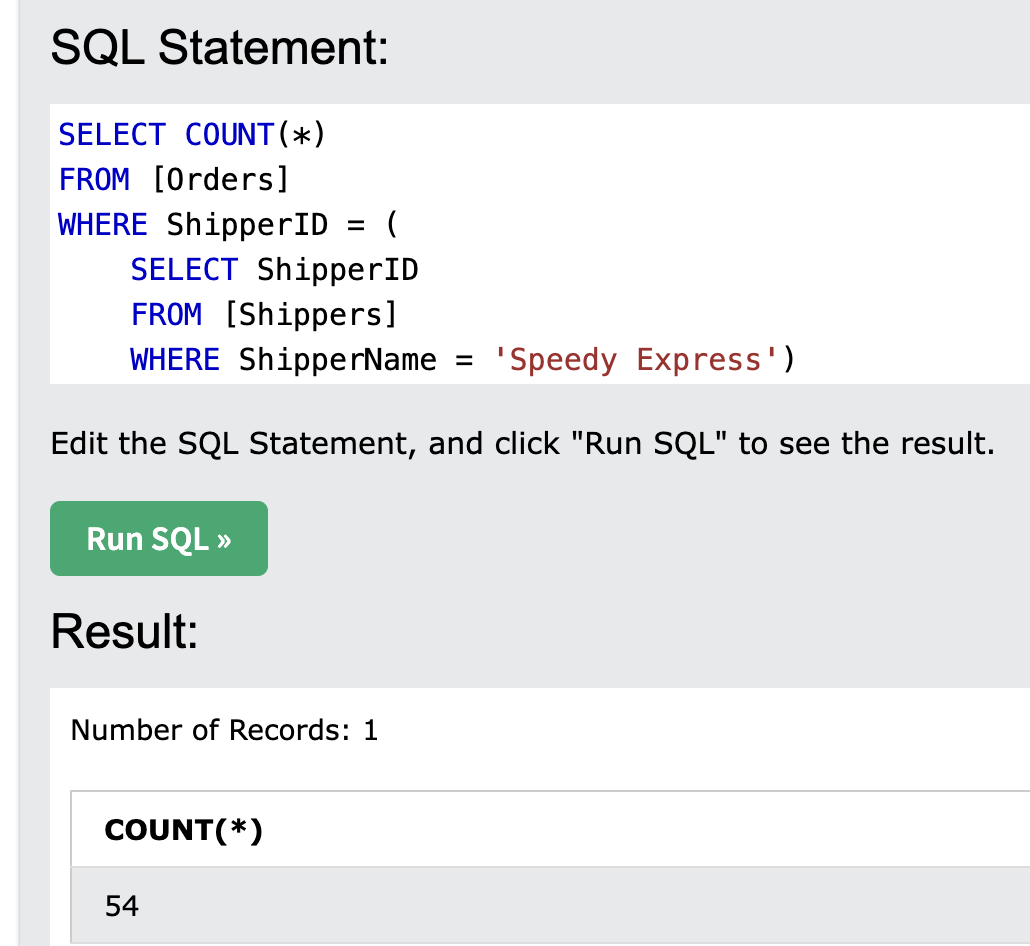 SQL Statement:
SELECT COUNT(*)
FROM [Orders]
WHERE ShipperID = (
    SELECT ShipperID
    FROM [Shippers]
    WHERE ShipperName = 'Speedy Express')
Edit the SQL Statement, and click "Run SQL" to see the result.
Run SQL »
Result:
Number of Records: 1
COUNT(*)
54